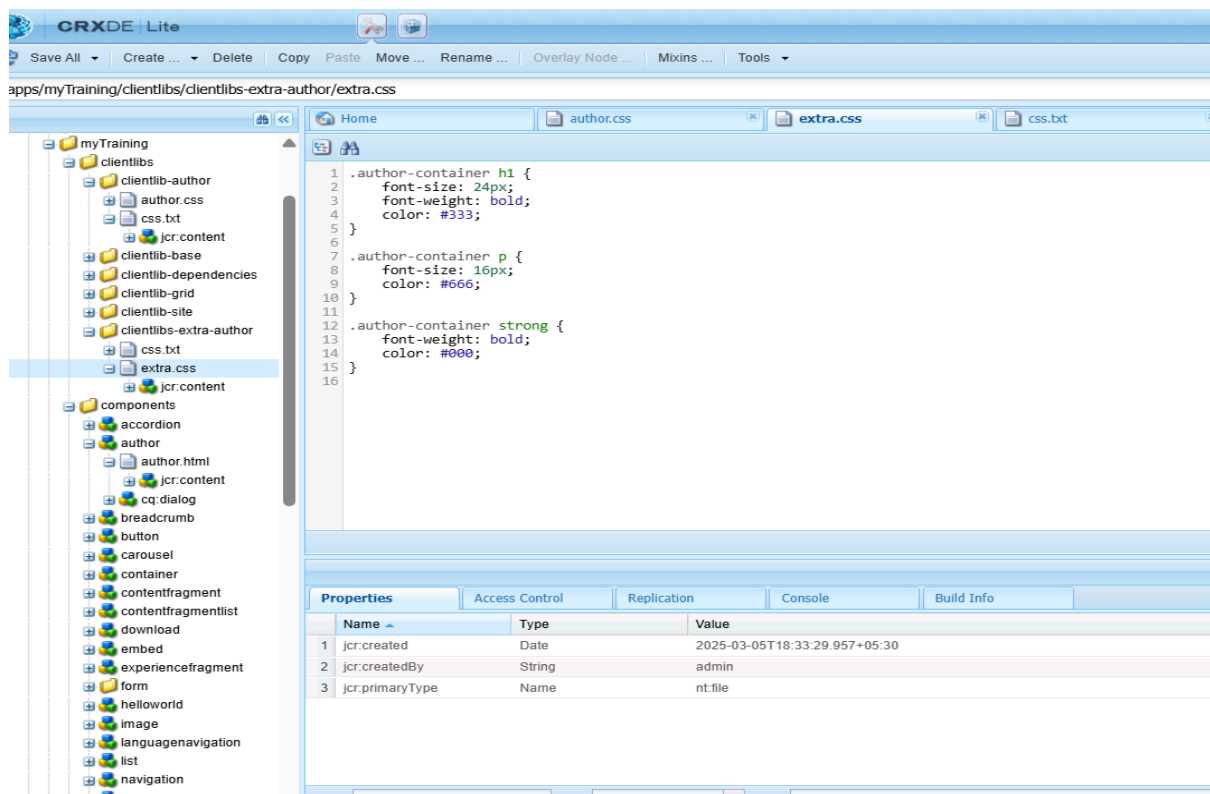 CRXDE | Lite
Save All Create ... Delete Copy Paste Move ... Rename ... Overlay Node ... Mixins ... Tools
apps/myTraining/clientlibs/clientlibs-extra-author/extra.css
myTraining
clientlibs
clientlib-author
author.css
css.txt
jcr:content
clientlib-base
clientlib-dependencies
clientlib-grid
clientlib-site
clientlibs-extra-author
css.txt
extra.css
jcr:content
components
accordion
author
author.html
jcr:content
cq:dialog
breadcrumb
button
carousel
container
contentfragment
contentfragmentlist
download
embed
experiencefragment
form
helloworld
image
languagenavigation
list
navigation
Home author.css extra.css css.txt
1 .author-container h1 {
2     font-size: 24px;
3     font-weight: bold;
4     color: #333;
5 }
6
7 .author-container p {
8     font-size: 16px;
9     color: #666;
10 }
11
12 .author-container strong {
13     font-weight: bold;
14     color: #000;
15 }
16
Properties Access Control Replication Console Build Info
Name Type Value
1 jcr:created Date 2025-03-05T18:33:29.957+05:30
2 jcr:createdBy String admin
3 jcr:primaryType Name nt:file